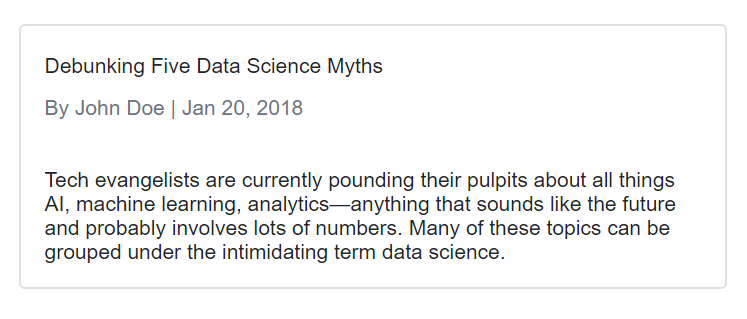 Debunking Five Data Science Myths
By John Doe | Jan 20, 2018
Tech evangelists are currently pounding their pulpits about all things
AI, machine learning, analytics—anything that sounds like the future
and probably involves lots of numbers. Many of these topics can be
grouped under the intimidating term data science.